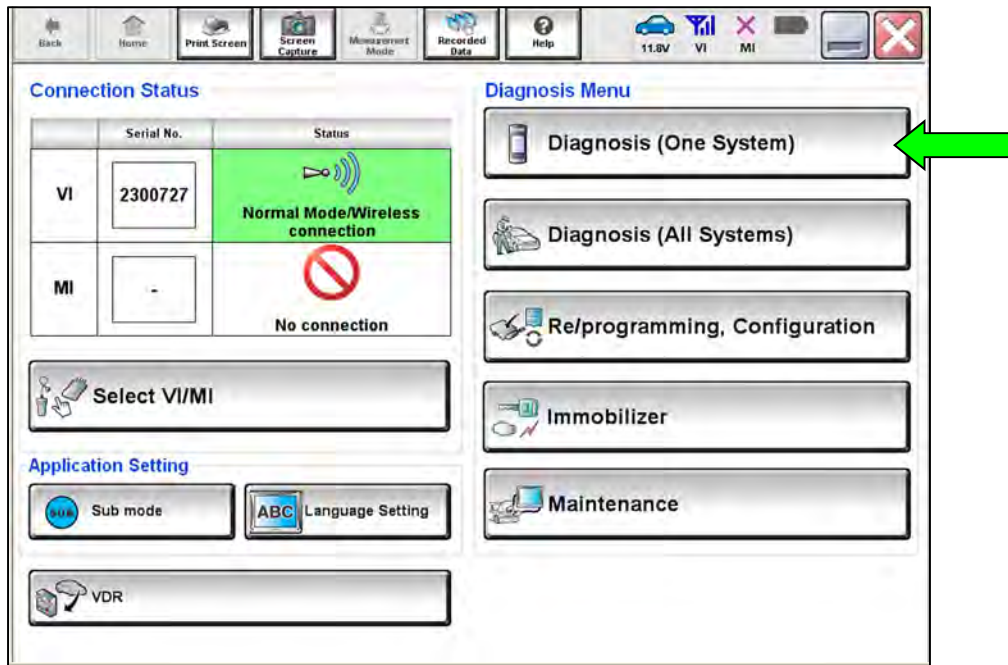 Back
Home
Print Screen
Screen
Capture
Measurement
Mode
Recorded
Data
Help
11.8V
VI
MI
Connection Status
Serial No.
Status
VI
2300727
Normal Mode/Wireless
connection
MI
-
No connection
Select VI/MI
Application Setting
SUB
Sub mode
ABC
Language Setting
VDR
Diagnosis Menu
Diagnosis (One System)
Diagnosis (All Systems)
Re/programming, Configuration
Immobilizer
Maintenance